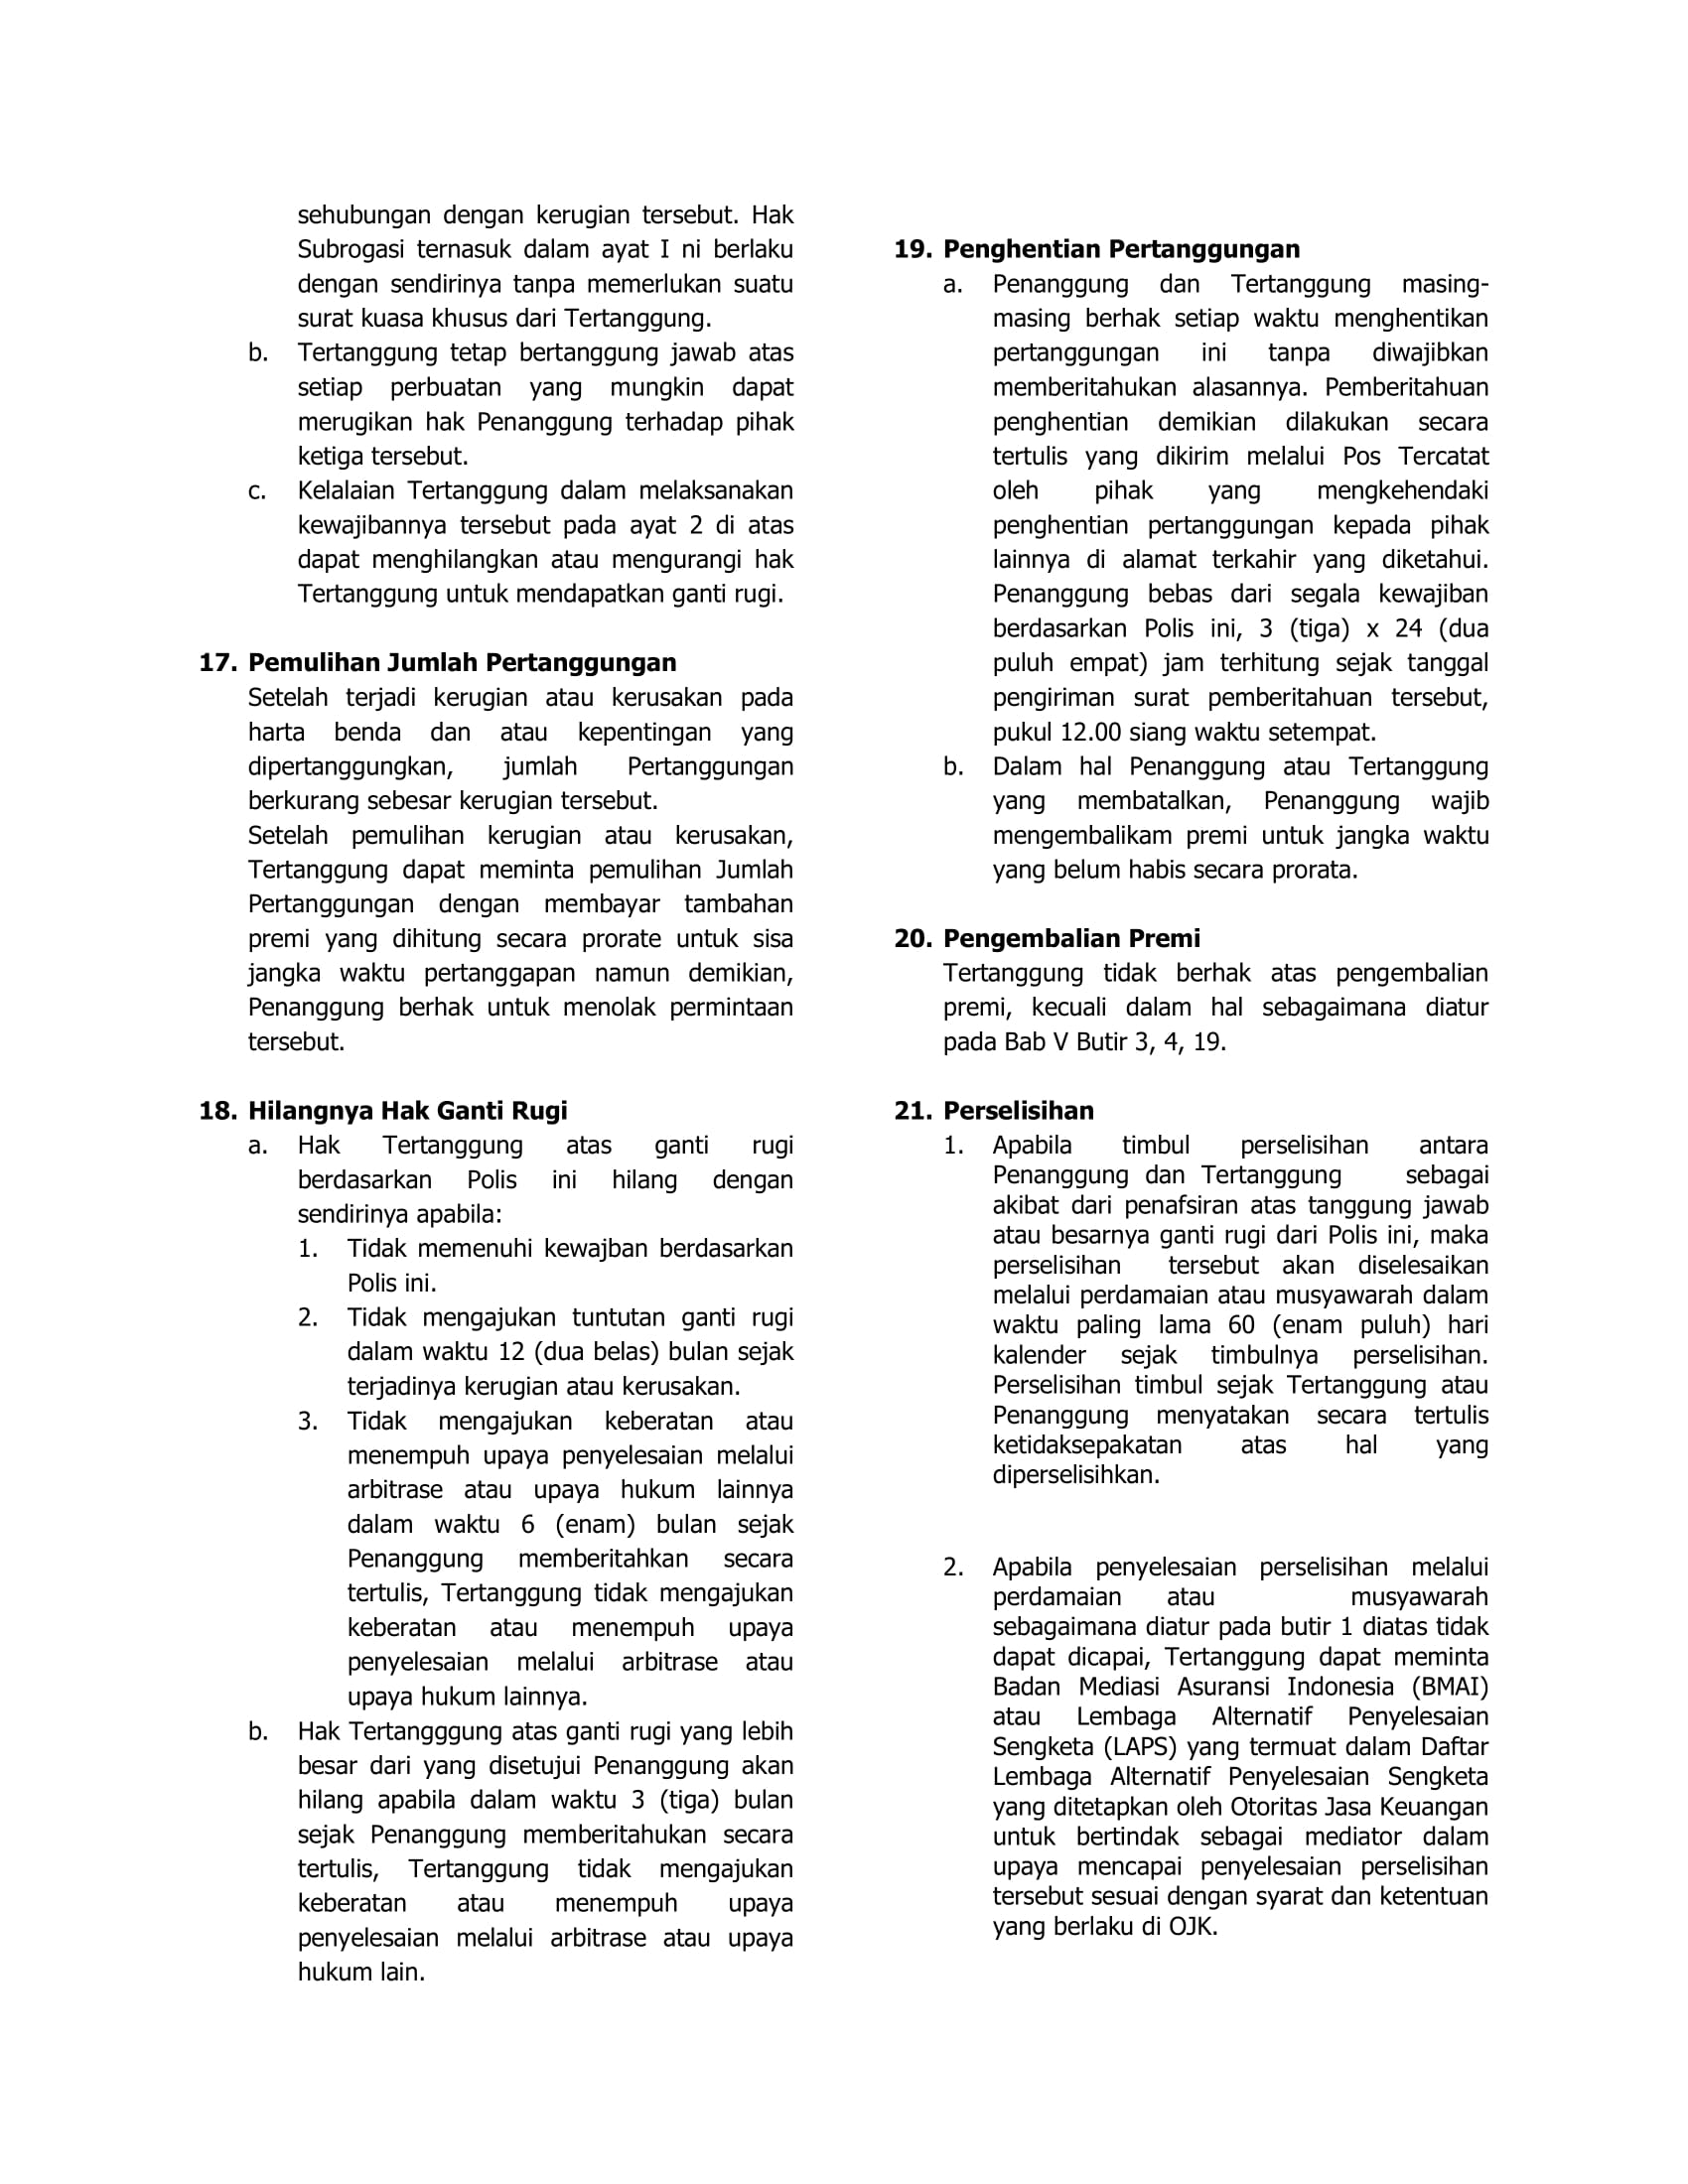 sehubungan dengan kerugian tersebut. Hak
Subrogasi ternasuk dalam ayat I ni berlaku
dengan sendirinya tanpa memerlukan suatu
surat kuasa khusus dari Tertanggung.
b. Tertanggung tetap bertanggung jawab atas
setiap perbuatan yang mungkin dapat
merugikan hak Penanggung terhadap pihak
ketiga tersebut.
c. Kelalaian Tertanggung dalam melaksanakan
kewajibannya tersebut pada ayat 2 di atas
dapat menghilangkan atau mengurangi hak
Tertanggung untuk mendapatkan ganti rugi.
17. Pemulihan Jumlah Pertanggungan
Setelah terjadi kerugian atau kerusakan pada
harta benda dan atau kepentingan yang
dipertanggungkan, jumlah Pertanggungan
berkurang sebesar kerugian tersebut.
Setelah pemulihan kerugian atau kerusakan,
Tertanggung dapat meminta pemulihan Jumlah
Pertanggungan dengan membayar tambahan
premi yang dihitung secara prorate untuk sisa
jangka waktu pertanggapan namun demikian,
Penanggung berhak untuk menolak permintaan
tersebut.
18. Hilangnya Hak Ganti Rugi
a. Hak Tertanggung atas ganti rugi
berdasarkan Polis ini hilang dengan
sendirinya apabila:
1. Tidak memenuhi kewajban berdasarkan
Polis ini.
2. Tidak mengajukan tuntutan ganti rugi
dalam waktu 12 (dua belas) bulan sejak
terjadinya kerugian atau kerusakan.
3. Tidak mengajukan keberatan atau
menempuh upaya penyelesaian melalui
arbitrase atau upaya hukum lainnya
dalam waktu 6 (enam) bulan sejak
Penanggung memberitahkan secara
tertulis, Tertanggung tidak mengajukan
keberatan atau menempuh upaya
penyelesaian melalui arbitrase atau
upaya hukum lainnya.
b. Hak Tertangggung atas ganti rugi yang lebih
besar dari yang disetujui Penanggung akan
hilang apabila dalam waktu 3 (tiga) bulan
sejak Penanggung memberitahukan secara
tertulis, Tertanggung tidak mengajukan
keberatan atau menempuh upaya
penyelesaian melalui arbitrase atau upaya
hukum lain.
19. Penghentian Pertanggungan
a. Penanggung dan Tertanggung masing-
masing berhak setiap waktu menghentikan
pertanggungan ini tanpa diwajibkan
memberitahukan alasannya. Pemberitahuan
penghentian demikian dilakukan secara
tertulis yang dikirim melalui Pos Tercatat
oleh pihak yang mengkehendaki
penghentian pertanggungan kepada pihak
lainnya di alamat terkahir yang diketahui.
Penanggung bebas dari segala kewajiban
berdasarkan Polis ini, 3 (tiga) x 24 (dua
puluh empat) jam terhitung sejak tanggal
pengiriman surat pemberitahuan tersebut,
pukul 12.00 siang waktu setempat.
b. Dalam hal Penanggung atau Tertanggung
yang membatalkan, Penanggung wajib
mengembalikam premi untuk jangka waktu
yang belum habis secara prorata.
20. Pengembalian Premi
Tertanggung tidak berhak atas pengembalian
premi, kecuali dalam hal sebagaimana diatur
pada Bab V Butir 3, 4, 19.
21. Perselisihan
1. Apabila timbul perselisihan antara
Penanggung dan Tertanggung sebagai
akibat dari penafsiran atas tanggung jawab
atau besarnya ganti rugi dari Polis ini, maka
perselisihan tersebut akan diselesaikan
melalui perdamaian atau musyawarah dalam
waktu paling lama 60 (enam puluh) hari
kalender sejak timbulnya perselisihan.
Perselisihan timbul sejak Tertanggung atau
Penanggung menyatakan secara tertulis
ketidaksepakatan atas hal yang
diperselisihkan.
2. Apabila penyelesaian perselisihan melalui
perdamaian atau musyawarah
sebagaimana diatur pada butir 1 diatas tidak
dapat dicapai, Tertanggung dapat meminta
Badan Mediasi Asuransi Indonesia (BMAI)
atau Lembaga Alternatif Penyelesaian
Sengketa (LAPS) yang termuat dalam Daftar
Lembaga Alternatif Penyelesaian Sengketa
yang ditetapkan oleh Otoritas Jasa Keuangan
untuk bertindak sebagai mediator dalam
upaya mencapai penyelesaian perselisihan
tersebut sesuai dengan syarat dan ketentuan
yang berlaku di OJK.